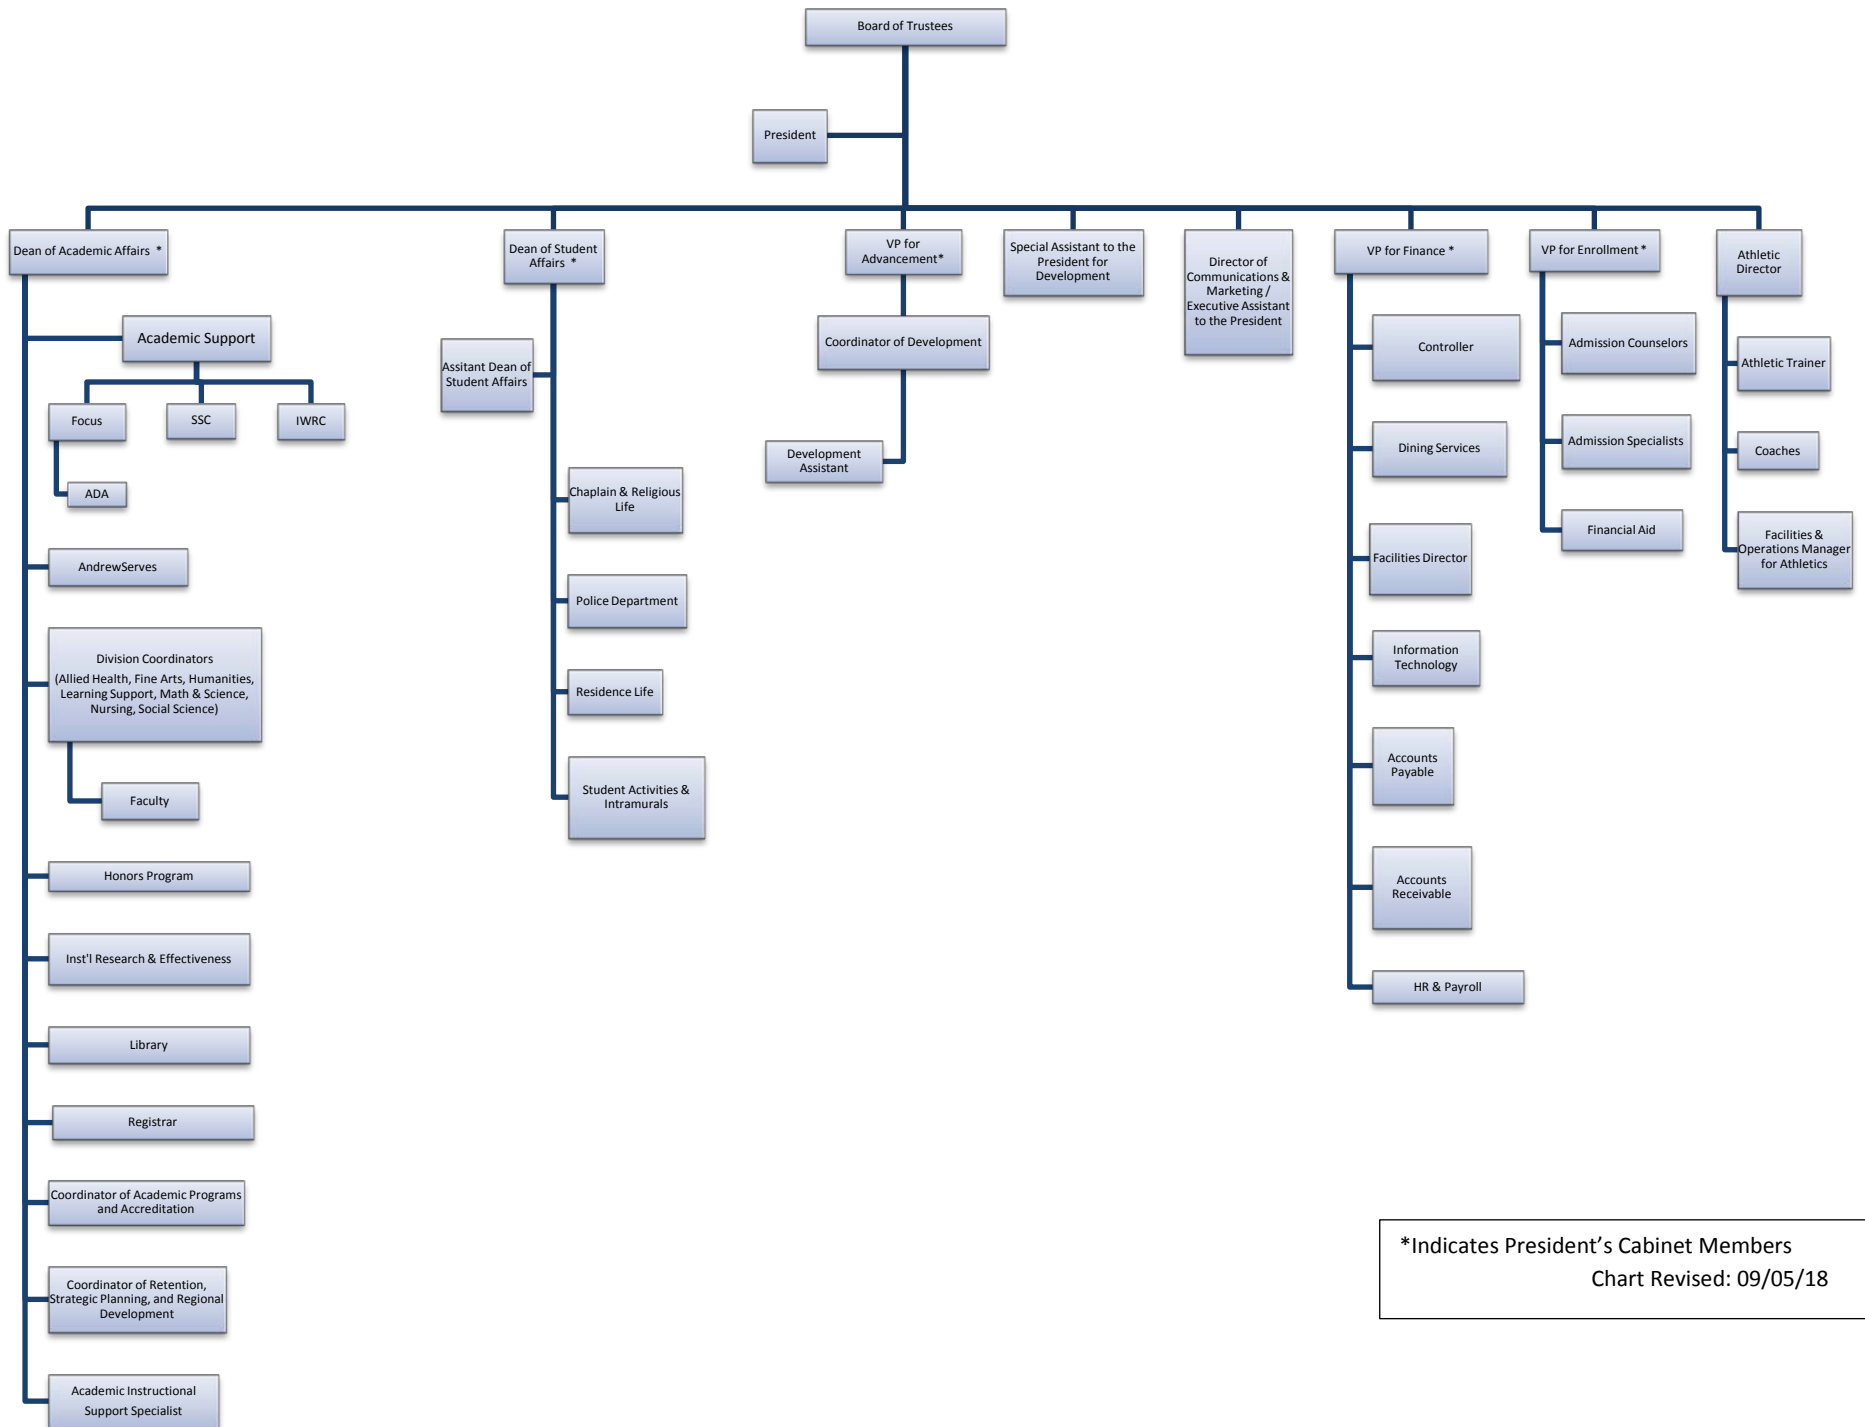 Board of Trustees
President
Dean of Academic Affairs *
Dean of Student
Affairs *
VP for
Advancement*
Special Assistant to the
President for
Development
Director of
Communications &
Marketing /
Executive Assistant
to the President
VP for Finance *
VP for Enrollment *
Athletic
Director
Academic Support
Focus
SSC
IWRC
ADA
AndrewServes
Division Coordinators
(Allied Health, Fine Arts, Humanities,
Learning Support, Math & Science,
Nursing, Social Science)
Faculty
Honors Program
Inst'l Research & Effectiveness
Library
Registrar
Coordinator of Academic Programs
and Accreditation
Coordinator of Retention,
Strategic Planning, and Regional
Development
Academic Instructional
Support Specialist
Assitant Dean of
Student Affairs
Chaplain & Religious
Life
Police Department
Residence Life
Student Activities &
Intramurals
Coordinator of Development
Development
Assistant
Controller
Dining Services
Facilities Director
Information
Technology
Accounts
Payable
Accounts
Receivable
HR & Payroll
Admission Counselors
Admission Specialists
Financial Aid
Athletic Trainer
Coaches
Facilities &
Operations Manager
for Athletics
*Indicates President’s Cabinet Members
Chart Revised: 09/05/18